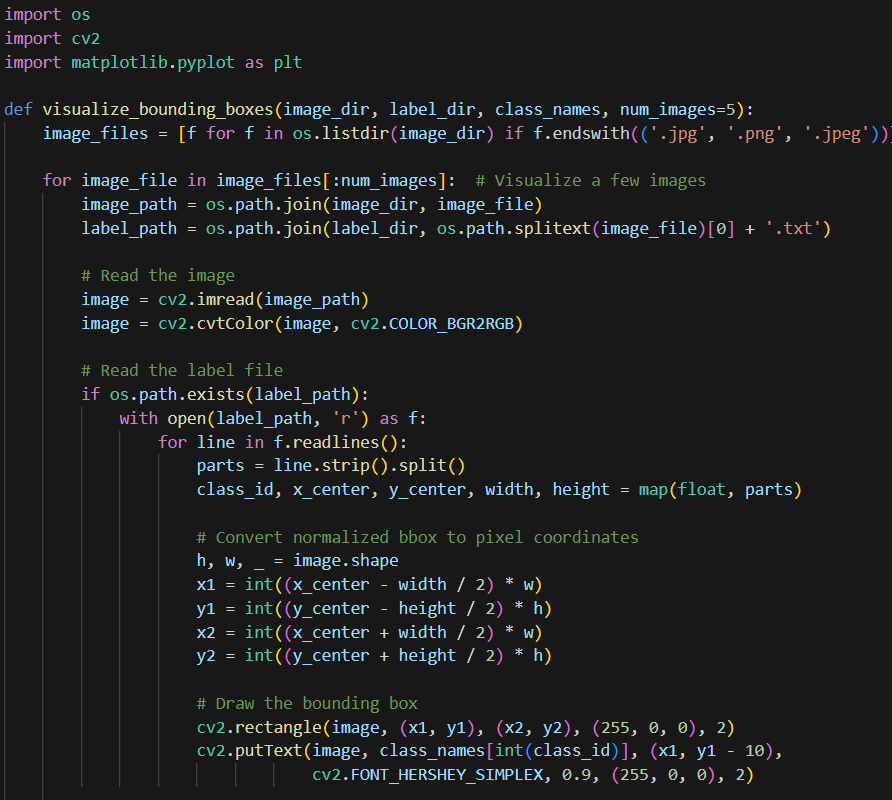 import os
import cv2
import matplotlib.pyplot as plt

def visualize_bounding_boxes(image_dir, label_dir, class_names, num_images=5):
    image_files = [f for f in os.listdir(image_dir) if f.endswith(('.jpg', '.png', '.jpeg'))]

    for image_file in image_files[:num_images]:  # Visualize a few images
        image_path = os.path.join(image_dir, image_file)
        label_path = os.path.join(label_dir, os.path.splitext(image_file)[0] + '.txt')

        # Read the image
        image = cv2.imread(image_path)
        image = cv2.cvtColor(image, cv2.COLOR_BGR2RGB)

        # Read the label file
        if os.path.exists(label_path):
            with open(label_path, 'r') as f:
                for line in f.readlines():
                    parts = line.strip().split()
                    class_id, x_center, y_center, width, height = map(float, parts)

                    # Convert normalized bbox to pixel coordinates
                    h, w, _ = image.shape
                    x1 = int((x_center - width / 2) * w)
                    y1 = int((y_center - height / 2) * h)
                    x2 = int((x_center + width / 2) * w)
                    y2 = int((y_center + height / 2) * h)

                    # Draw the bounding box
                    cv2.rectangle(image, (x1, y1), (x2, y2), (255, 0, 0), 2)
                    cv2.putText(image, class_names[int(class_id)], (x1, y1 - 10),
                                cv2.FONT_HERSHEY_SIMPLEX, 0.9, (255, 0, 0), 2)